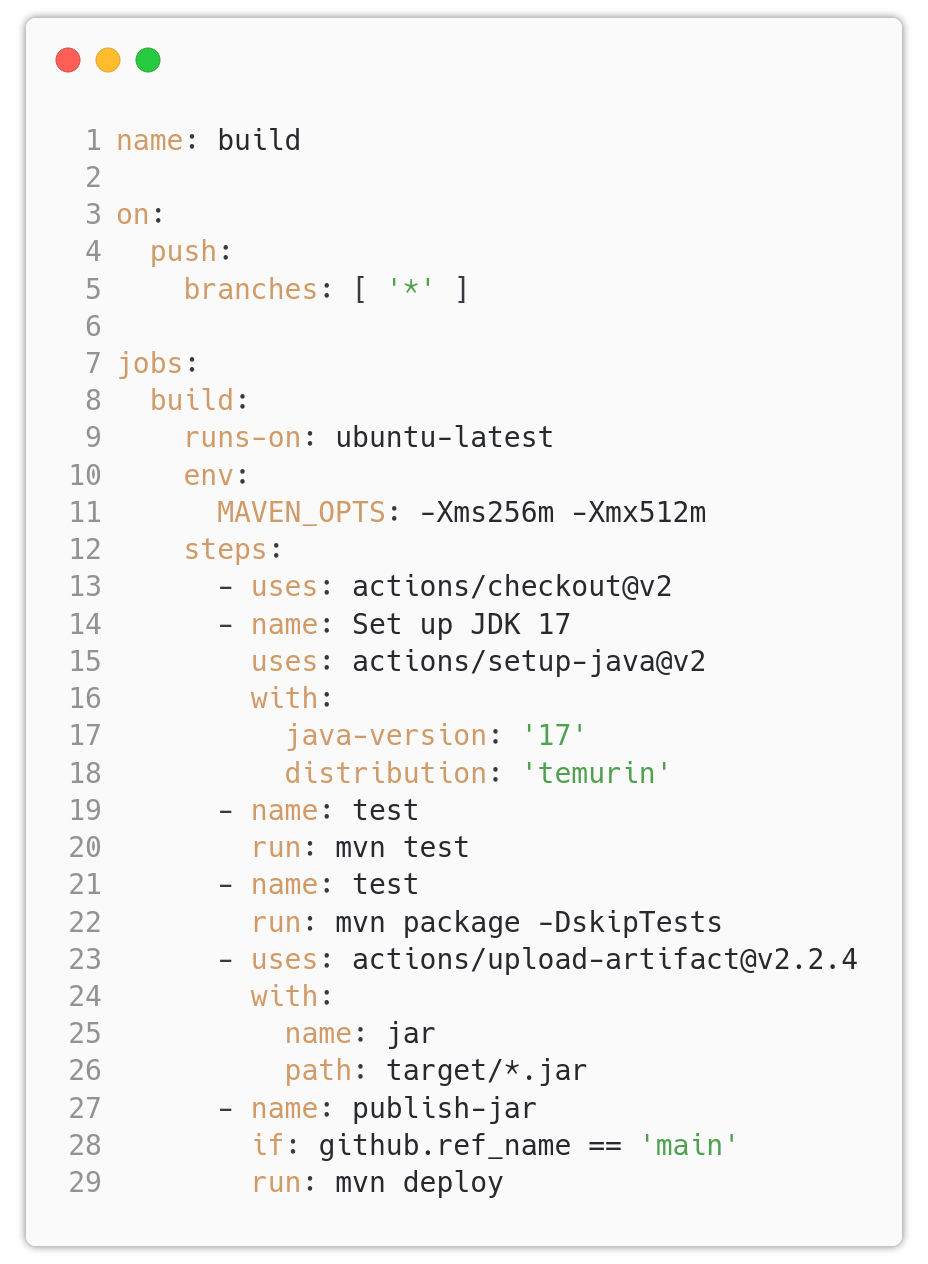 1 name: build
2
3 on:
4   push:
5     branches: [ '*' ]
6
7 jobs:
8   build:
9     runs-on: ubuntu-latest
10     env:
11       MAVEN_OPTS: -Xms256m -Xmx512m
12     steps:
13       - uses: actions/checkout@v2
14       - name: Set up JDK 17
15         uses: actions/setup-java@v2
16         with:
17           java-version: '17'
18           distribution: 'temurin'
19       - name: test
20         run: mvn test
21       - name: test
22         run: mvn package -DskipTests
23       - uses: actions/upload-artifact@v2.2.4
24         with:
25           name: jar
26           path: target/*.jar
27       - name: publish-jar
28         if: github.ref_name == 'main'
29         run: mvn deploy